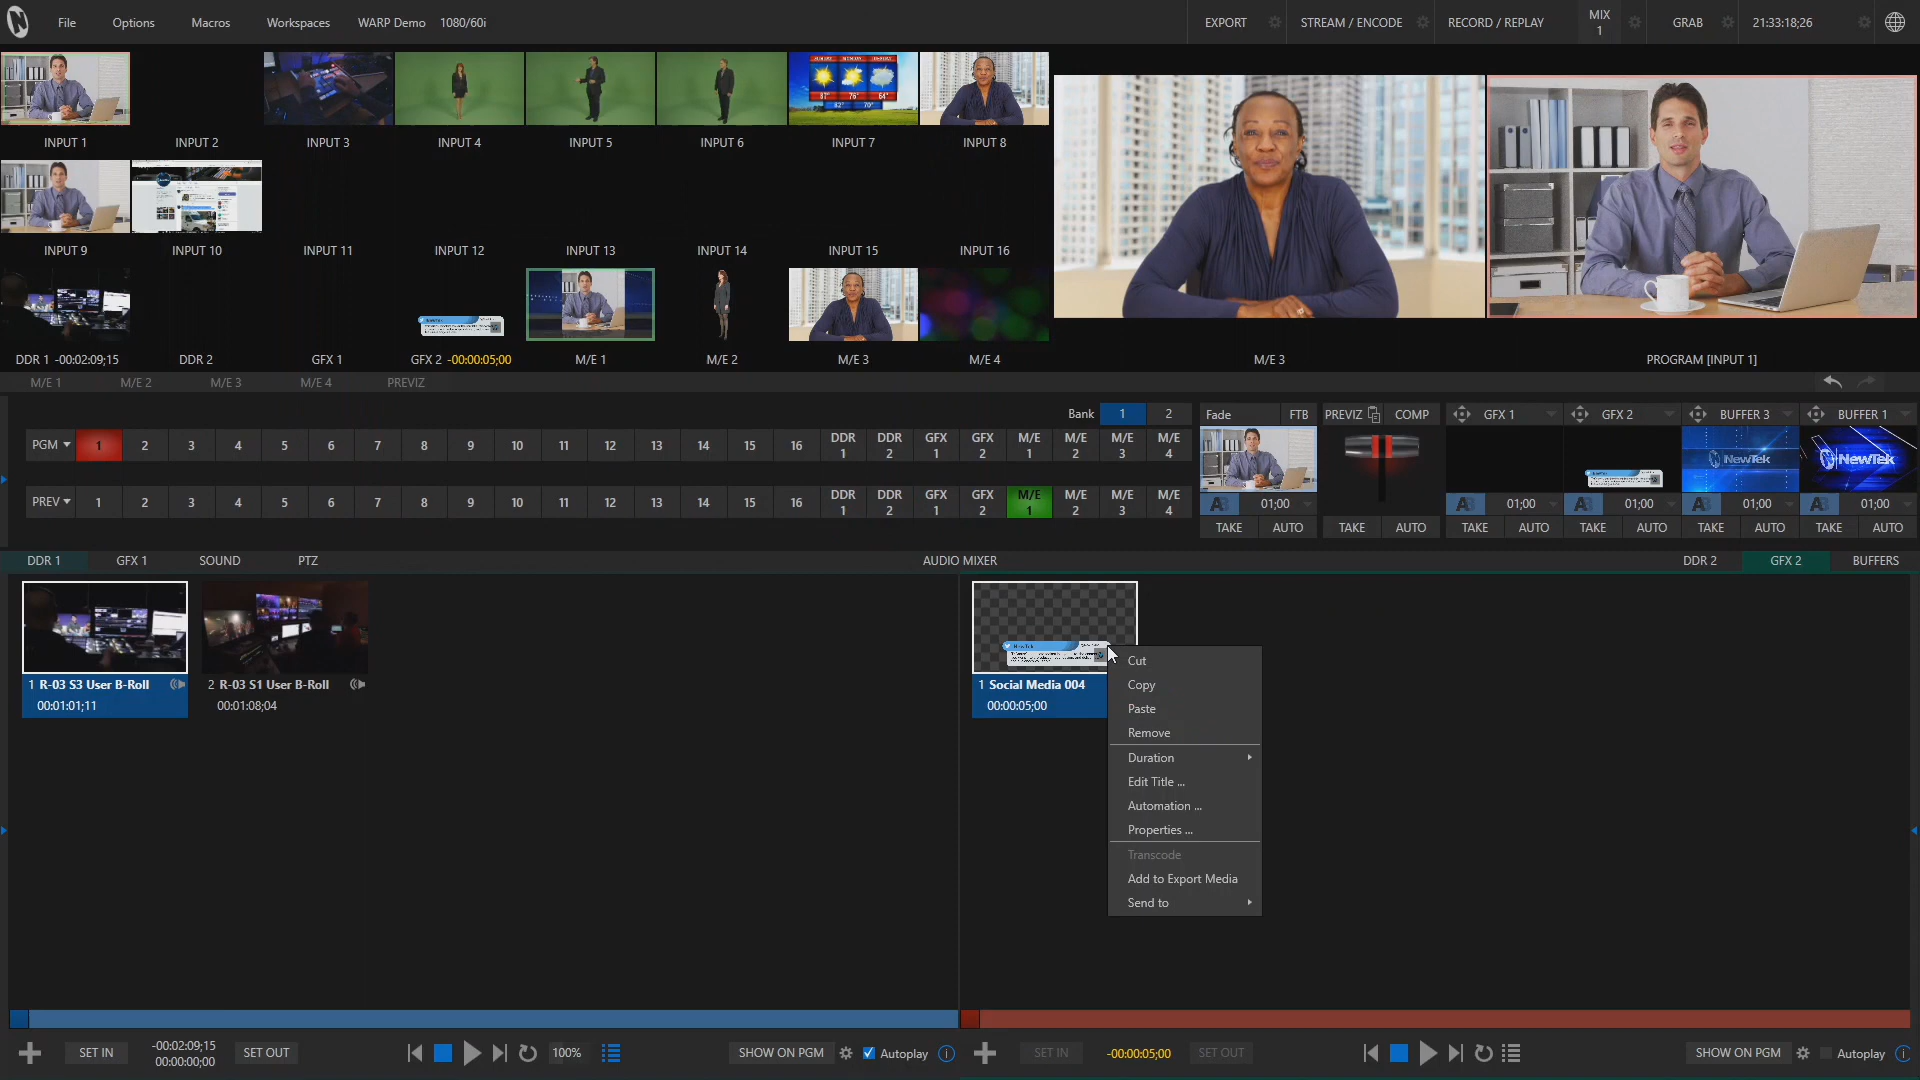 File Options Macros Workspaces WARP Demo 1080/60i EXPORT STREAM / ENCODE RECORD / REPLAY MIX 1 GRAB 21:33:18;26
INPUT 1 INPUT 2 INPUT 3 INPUT 4 INPUT 5 INPUT 6 INPUT 7 INPUT 8
INPUT 9 INPUT 10 INPUT 11 INPUT 12 INPUT 13 INPUT 14 INPUT 15 INPUT 16
DDR 1 -00:02:09;15 DDR 2 GFX 1 GFX 2 -00:00:05;00 M/E 1 M/E 2 M/E 3 M/E 4 M/E 3 PROGRAM [INPUT 1]
M/E 1 M/E 2 M/E 3 M/E 4 PREVIZ
Bank 1 2 Fade FTB PREVIZ COMP GFX 1 GFX 2 BUFFER 3 BUFFER 1
PGM 1 2 3 4 5 6 7 8 9 10 11 12 13 14 15 16 DDR 1 DDR 2 GFX 1 GFX 2 M/E 1 M/E 2 M/E 3 M/E 4
NewTek NewTek
PREV 1 2 3 4 5 6 7 8 9 10 11 12 13 14 15 16 DDR 1 DDR 2 GFX 1 GFX 2 M/E 1 M/E 2 M/E 3 M/E 4
AB 01;00 AB 01;00 AB 01;00 AB 01;00 AB 01;00
TAKE AUTO TAKE AUTO TAKE AUTO TAKE AUTO TAKE AUTO TAKE AUTO
DDR 1 GFX 1 SOUND PTZ AUDIO MIXER DDR 2 GFX 2 BUFFERS
1 R-03 S3 User B-Roll 2 R-03 S1 User B-Roll 1 Social Media 004
00:01:01;11 00:01:08;04 00:00:05;00
Cut
Copy
Paste
Remove
Duration
Edit Title ...
Automation ...
Properties ...
Transcode
Add to Export Media
Send to
SET IN -00:02:09;15 SET OUT 100% SHOW ON PGM Autoplay SET IN -00:00:05;00 SET OUT SHOW ON PGM Autoplay
00:00:00;00